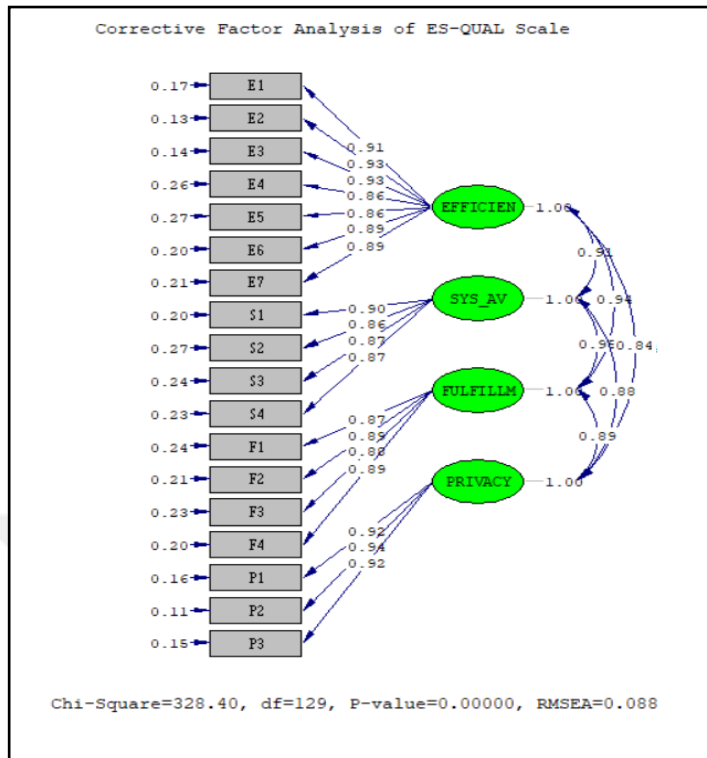 Corrective Factor Analysis of ES-QUAL Scale
0.17 E1
0.13 E2
0.14 E3
0.26 E4
0.27 E5
0.20 E6
0.21 E7
0.20 S1
0.27 S2
0.24 S3
0.23 S4
0.24 F1
0.21 F2
0.23 F3
0.20 F4
0.16 P1
0.11 P2
0.15 P3
0.91
0.93
0.93
0.86
0.86
0.89
0.89
0.90
0.86
0.87
0.87
0.87
0.89
0.88
0.89
0.92
0.94
0.92
EFFICIEN 1.00
SYS_AV 1.00
FULFILLM 1.00
PRIVACY 1.00
0.91
0.94
0.84
0.88
0.89
Chi-Square=328.40, df=129, P-value=0.00000, RMSEA=0.088